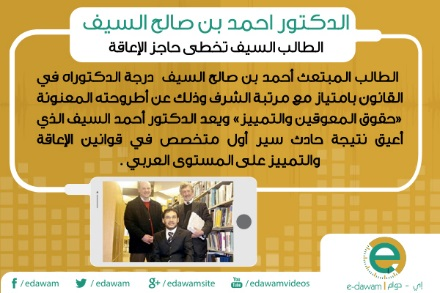 الدكتور احمد بن صالح السيف
الطالب السيف تخطى حاجز الإعاقة
الطالب المبتعث أحمد بن صالح السيف درجة الدكتوراه في
القانون بامتياز مع مرتبة الشرف وذلك عن أطروحته المعنونة
«حقوق المعوقين والتمييز» ويعد الدكتور أحمد السيف الذي
أعيق نتيجة حادث سير أول متخصص في قوانين الإعاقة
والتمييز على المستوى العربي .
e-dawam | إي - دوام
/edawam
/edawam
/edawamsite
You Tube /edawamvideos